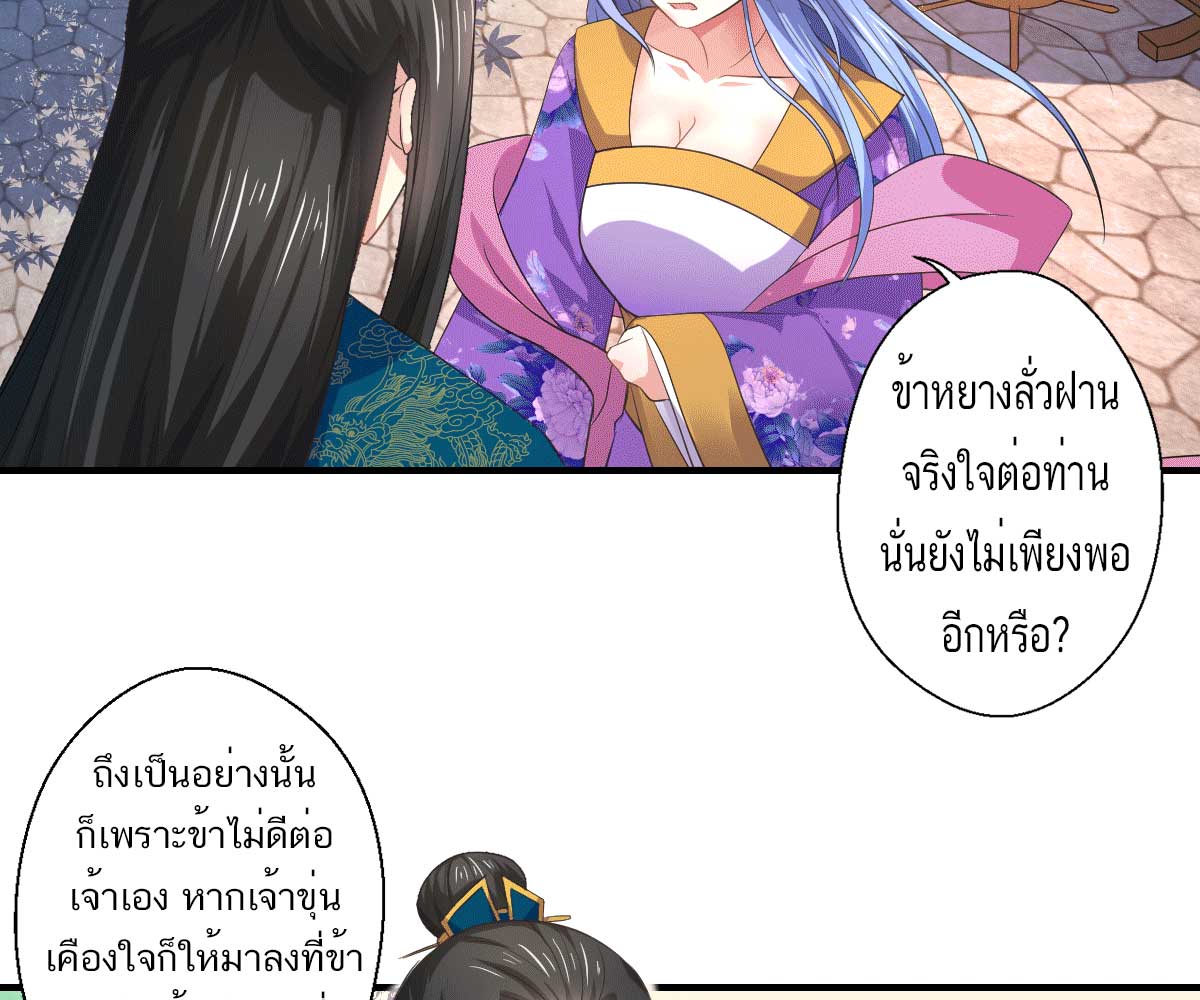 ข้าหยางลั่วฝาน
จริงใจต่อท่าน
นั่นยังไม่เพียงพอ
อีกหรือ?
ถึงเป็นอย่างนั้น
ก็เพราะข้าไม่ดีต่อ
เจ้าเอง หากเจ้าขุ่น
เคืองใจก็ให้มาลงที่ข้า